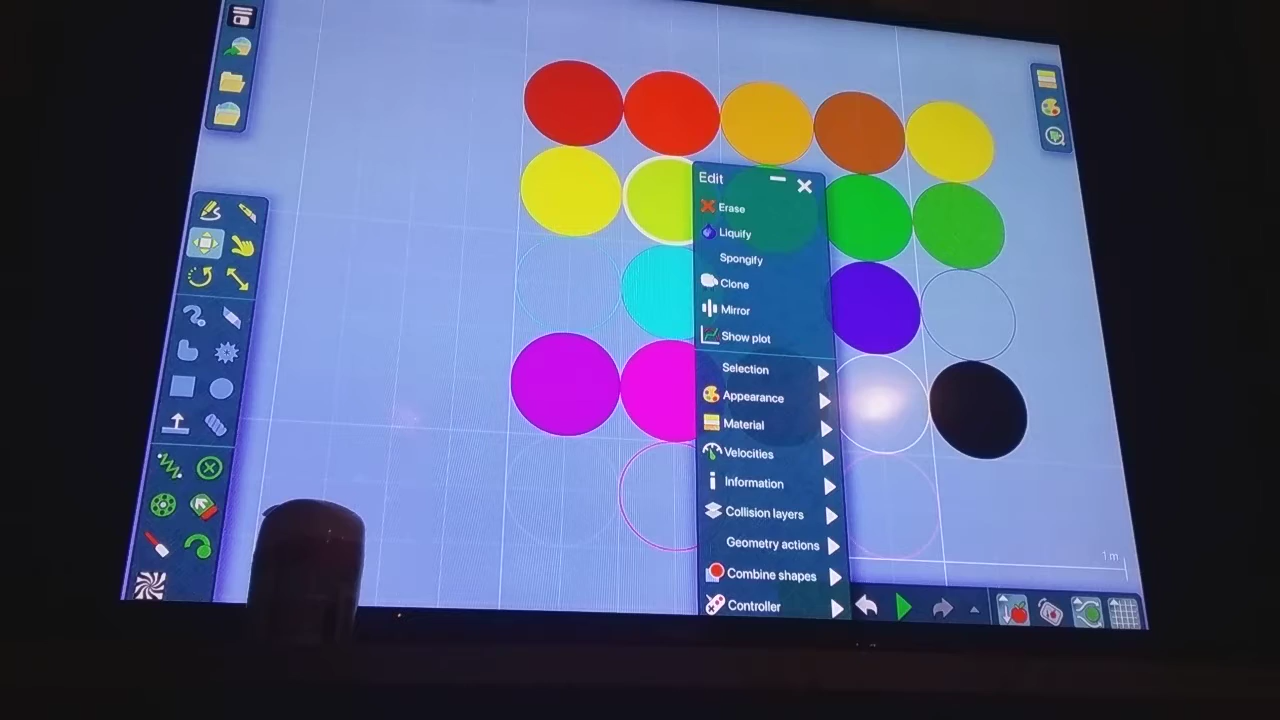 Edit
Erase
Liquify
Spongify
Clone
Mirror
Show plot
Selection
Appearance
Material
Velocities
Information
Collision layers
Geometry actions
Combine shapes
Controller
1 m